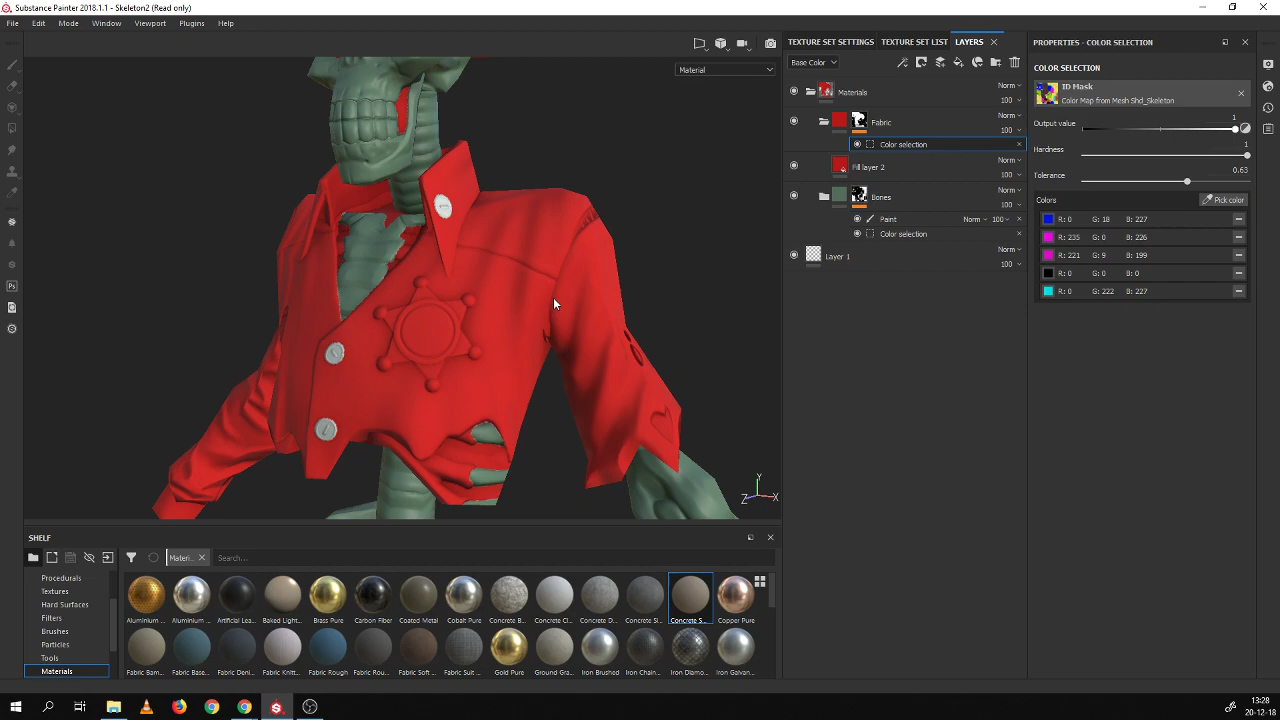 Substance Painter 2018.1.1 - Skeleton2 (Read only)
File Edit Mode Window Viewport Plugins Help
Material
Y
Z X
TEXTURE SET SETTINGS TEXTURE SET LIST LAYERS
Base Color
Materials Norm 100
Fabric Norm 100
Color selection
Fill layer 2 Norm 100
Bones Norm 100
Paint Norm 100
Color selection
Layer 1 Norm 100
PROPERTIES - COLOR SELECTION
COLOR SELECTION
ID Mask
Color Map from Mesh Shd_Skeleton
Output value 1
Hardness 1
Tolerance 0.63
Colors Pick color
R: 0 G: 18 B: 227
R: 235 G: 0 B: 226
R: 221 G: 9 B: 199
R: 0 G: 0 B: 0
R: 0 G: 222 B: 227
SHELF
Materi... Search...
Procedurals
Textures
Hard Surfaces
Filters
Brushes
Particles
Tools
Materials
Aluminium ... Aluminium ... Artificial Lea... Baked Light... Brass Pure Carbon Fiber Coated Metal Cobalt Pure Concrete B... Concrete Cl... Concrete D... Concrete Si... Concrete S... Copper Pure
Fabric Bam... Fabric Base... Fabric Deni... Fabric Knitt... Fabric Rough Fabric Rou... Fabric Soft ... Fabric Suit ... Gold Pure Ground Gra... Iron Brushed Iron Chain... Iron Diamo... Iron Galvan...
Ps
13:28
20-12-18